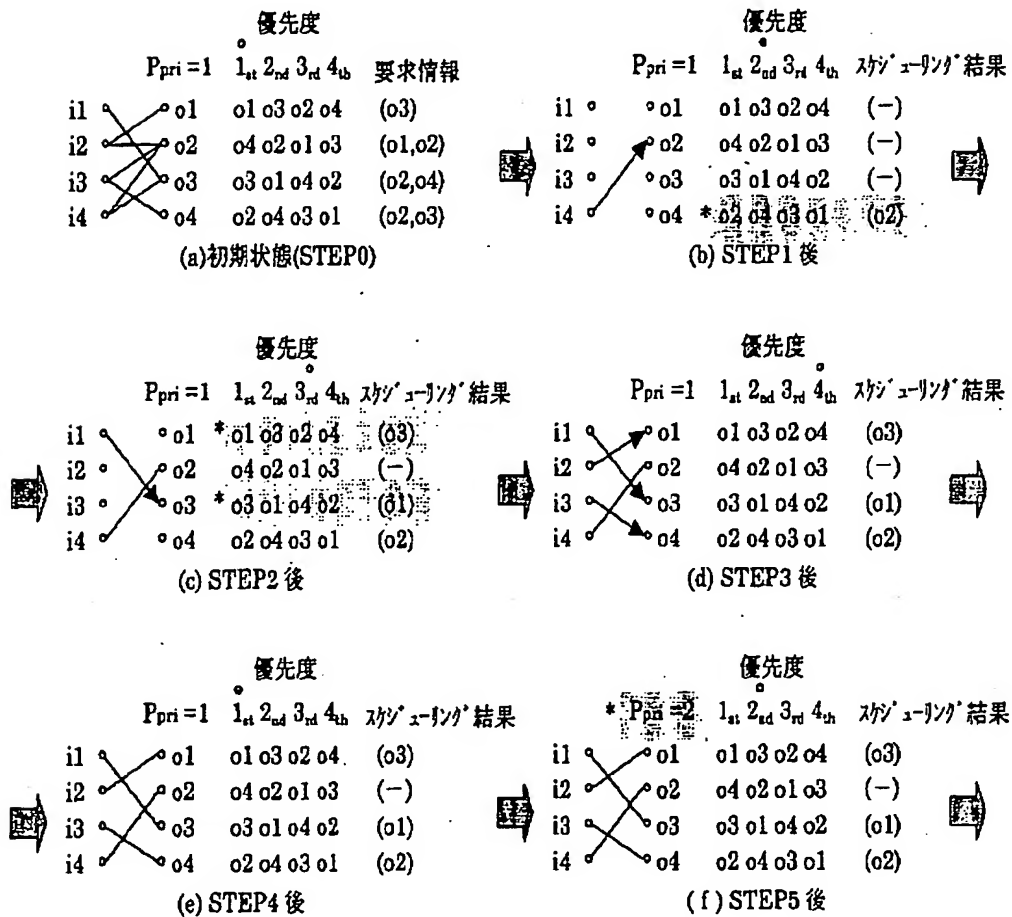 優先度
Ppri =1 1st 2nd 3rd 4th 要求情報
i1 o1 o1 o3 o2 o4 (o3)
i2 o2 o4 o2 o1 o3 (o1,o2)
i3 o3 o3 o1 o4 o2 (o2,o4)
i4 o4 o2 o4 o3 o1 (o2,o3)
(a)初期状態(STEP0)
優先度
Ppri =1 1st 2nd 3rd 4th スケジューリング結果
i1 o1 o1 o3 o2 o4 (−)
i2 o2 o4 o2 o1 o3 (−)
i3 o3 o3 o1 o4 o2 (−)
i4 o4 * o2 o4 o3 o1 (o2)
(b) STEP1 後
優先度
Ppri =1 1st 2nd 3rd 4th スケジューリング結果
i1 o1 * o1 o3 o2 o4 (o3)
i2 o2 o4 o2 o1 o3 (−)
i3 o3 * o3 o1 o4 o2 (o1)
i4 o4 o2 o4 o3 o1 (o2)
(c) STEP2 後
優先度
Ppri =1 1st 2nd 3rd 4th スケジューリング結果
i1 o1 o1 o3 o2 o4 (o3)
i2 o2 o4 o2 o1 o3 (−)
i3 o3 o3 o1 o4 o2 (o1)
i4 o4 o2 o4 o3 o1 (o2)
(d) STEP3 後
優先度
Ppri =1 1st 2nd 3rd 4th スケジューリング結果
i1 o1 o1 o3 o2 o4 (o3)
i2 o2 o4 o2 o1 o3 (−)
i3 o3 o3 o1 o4 o2 (o1)
i4 o4 o2 o4 o3 o1 (o2)
(e) STEP4 後
優先度
* Ppri =2 1st 2nd 3rd 4th スケジューリング結果
i1 o1 o1 o3 o2 o4 (o3)
i2 o2 o4 o2 o1 o3 (−)
i3 o3 o3 o1 o4 o2 (o1)
i4 o4 o2 o4 o3 o1 (o2)
(f) STEP5 後